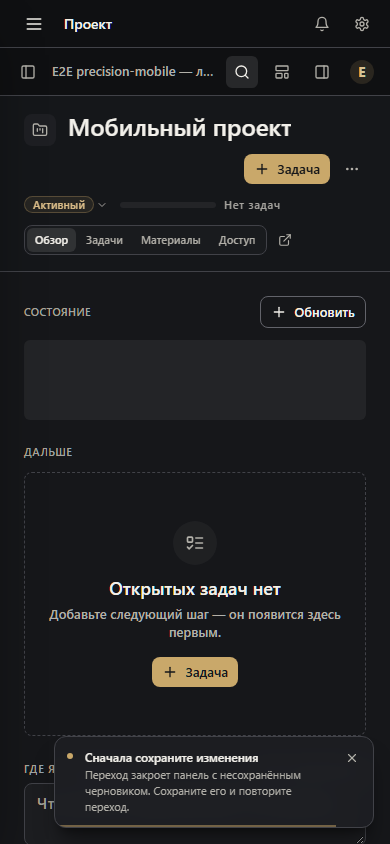 Проект
E2E precision-mobile — л...
E
Мобильный проект
Задача
Активный
Нет задач
Обзор
Задачи
Материалы
Доступ
СОСТОЯНИЕ
Обновить
ДАЛЬШЕ
Открытых задач нет
Добавьте следующий шаг — он появится здесь
первым.
Задача
ГДЕ Я
Чт
Сначала сохраните изменения
Переход закроет панель с несохранённым
черновиком. Сохраните его и повторите
переход.